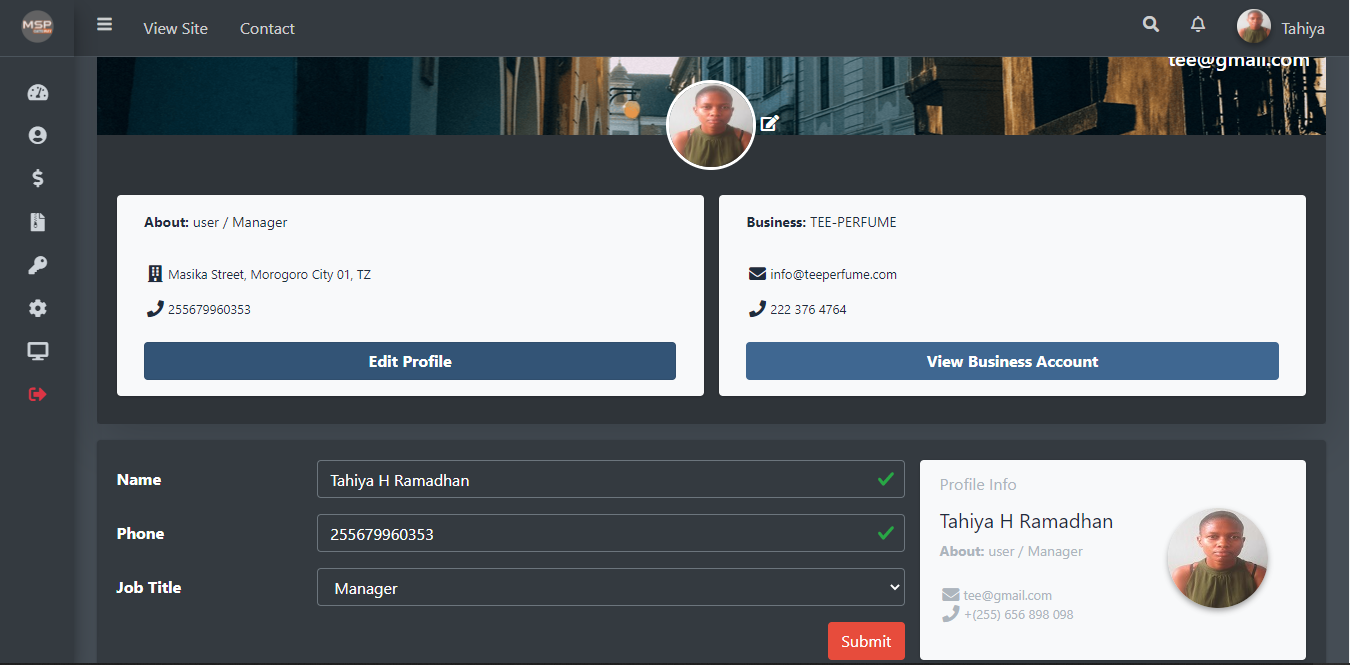 MSP
View Site
Contact
Tahiya
tee@gmail.com
About: user / Manager
Masika Street, Morogoro City 01, TZ
255679960353
Edit Profile
Business: TEE-PERFUME
info@teeperfume.com
222 376 4764
View Business Account
Name
Tahiya H Ramadhan
Phone
255679960353
Job Title
Manager
Submit
Profile Info
Tahiya H Ramadhan
About: user / Manager
tee@gmail.com
+(255) 656 898 098